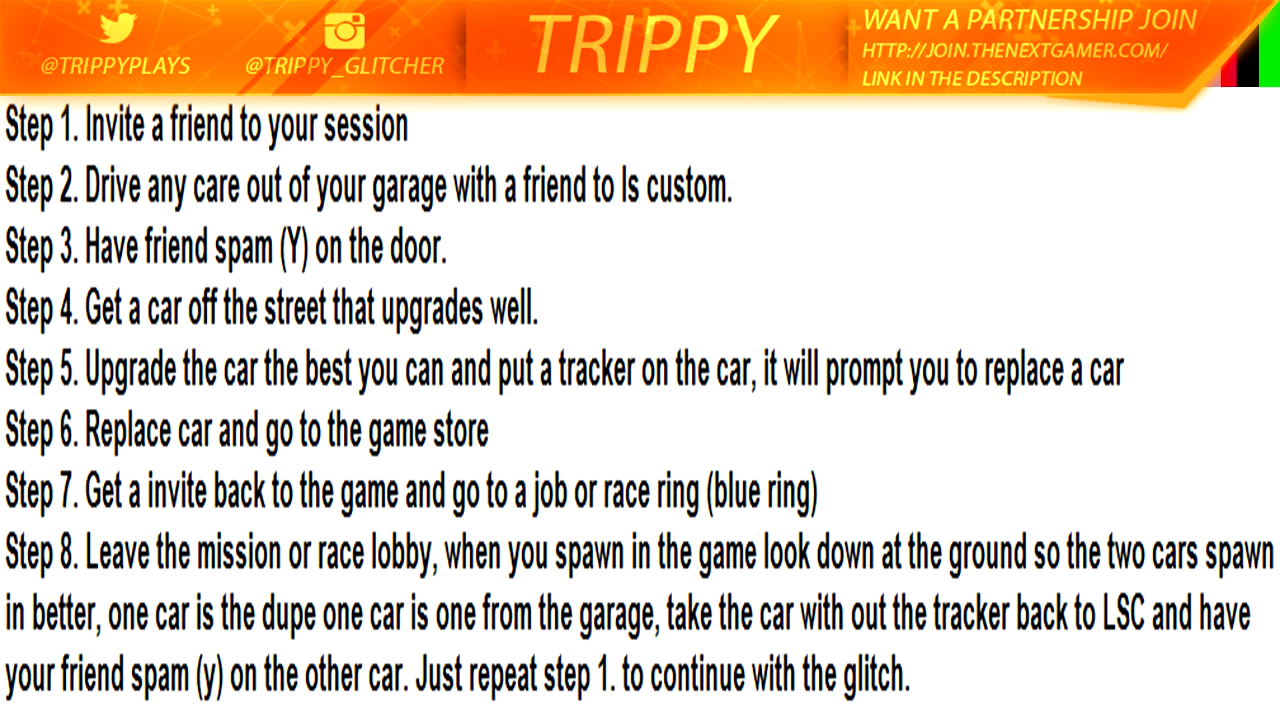 @TRIPPYPLAYS
@TRIPPY_GLITCHER
TRIPPY
WANT A PARTNERSHIP JOIN
HTTP://JOIN.THENEXTGAMER.COM/
LINK IN THE DESCRIPTION
Step 1. Invite a friend to your session
Step 2. Drive any care out of your garage with a friend to ls custom.
Step 3. Have friend spam (Y) on the door.
Step 4. Get a car off the street that upgrades well.
Step 5. Upgrade the car the best you can and put a tracker on the car, it will prompt you to replace a car
Step 6. Replace car and go to the game store
Step 7. Get a invite back to the game and go to a job or race ring (blue ring)
Step 8. Leave the mission or race lobby, when you spawn in the game look down at the ground so the two cars spawn
in better, one car is the dupe one car is one from the garage, take the car with out the tracker back to LSC and have
your friend spam (y) on the other car. Just repeat step 1. to continue with the glitch.